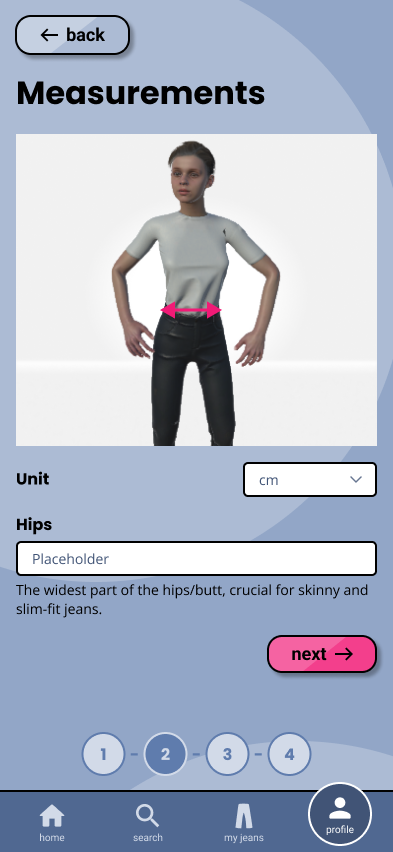 back
Measurements
Unit
cm
Hips
Placeholder
The widest part of the hips/butt, crucial for skinny and
slim-fit jeans.
next
1 - 2 - 3 - 4
home search my jeans profile